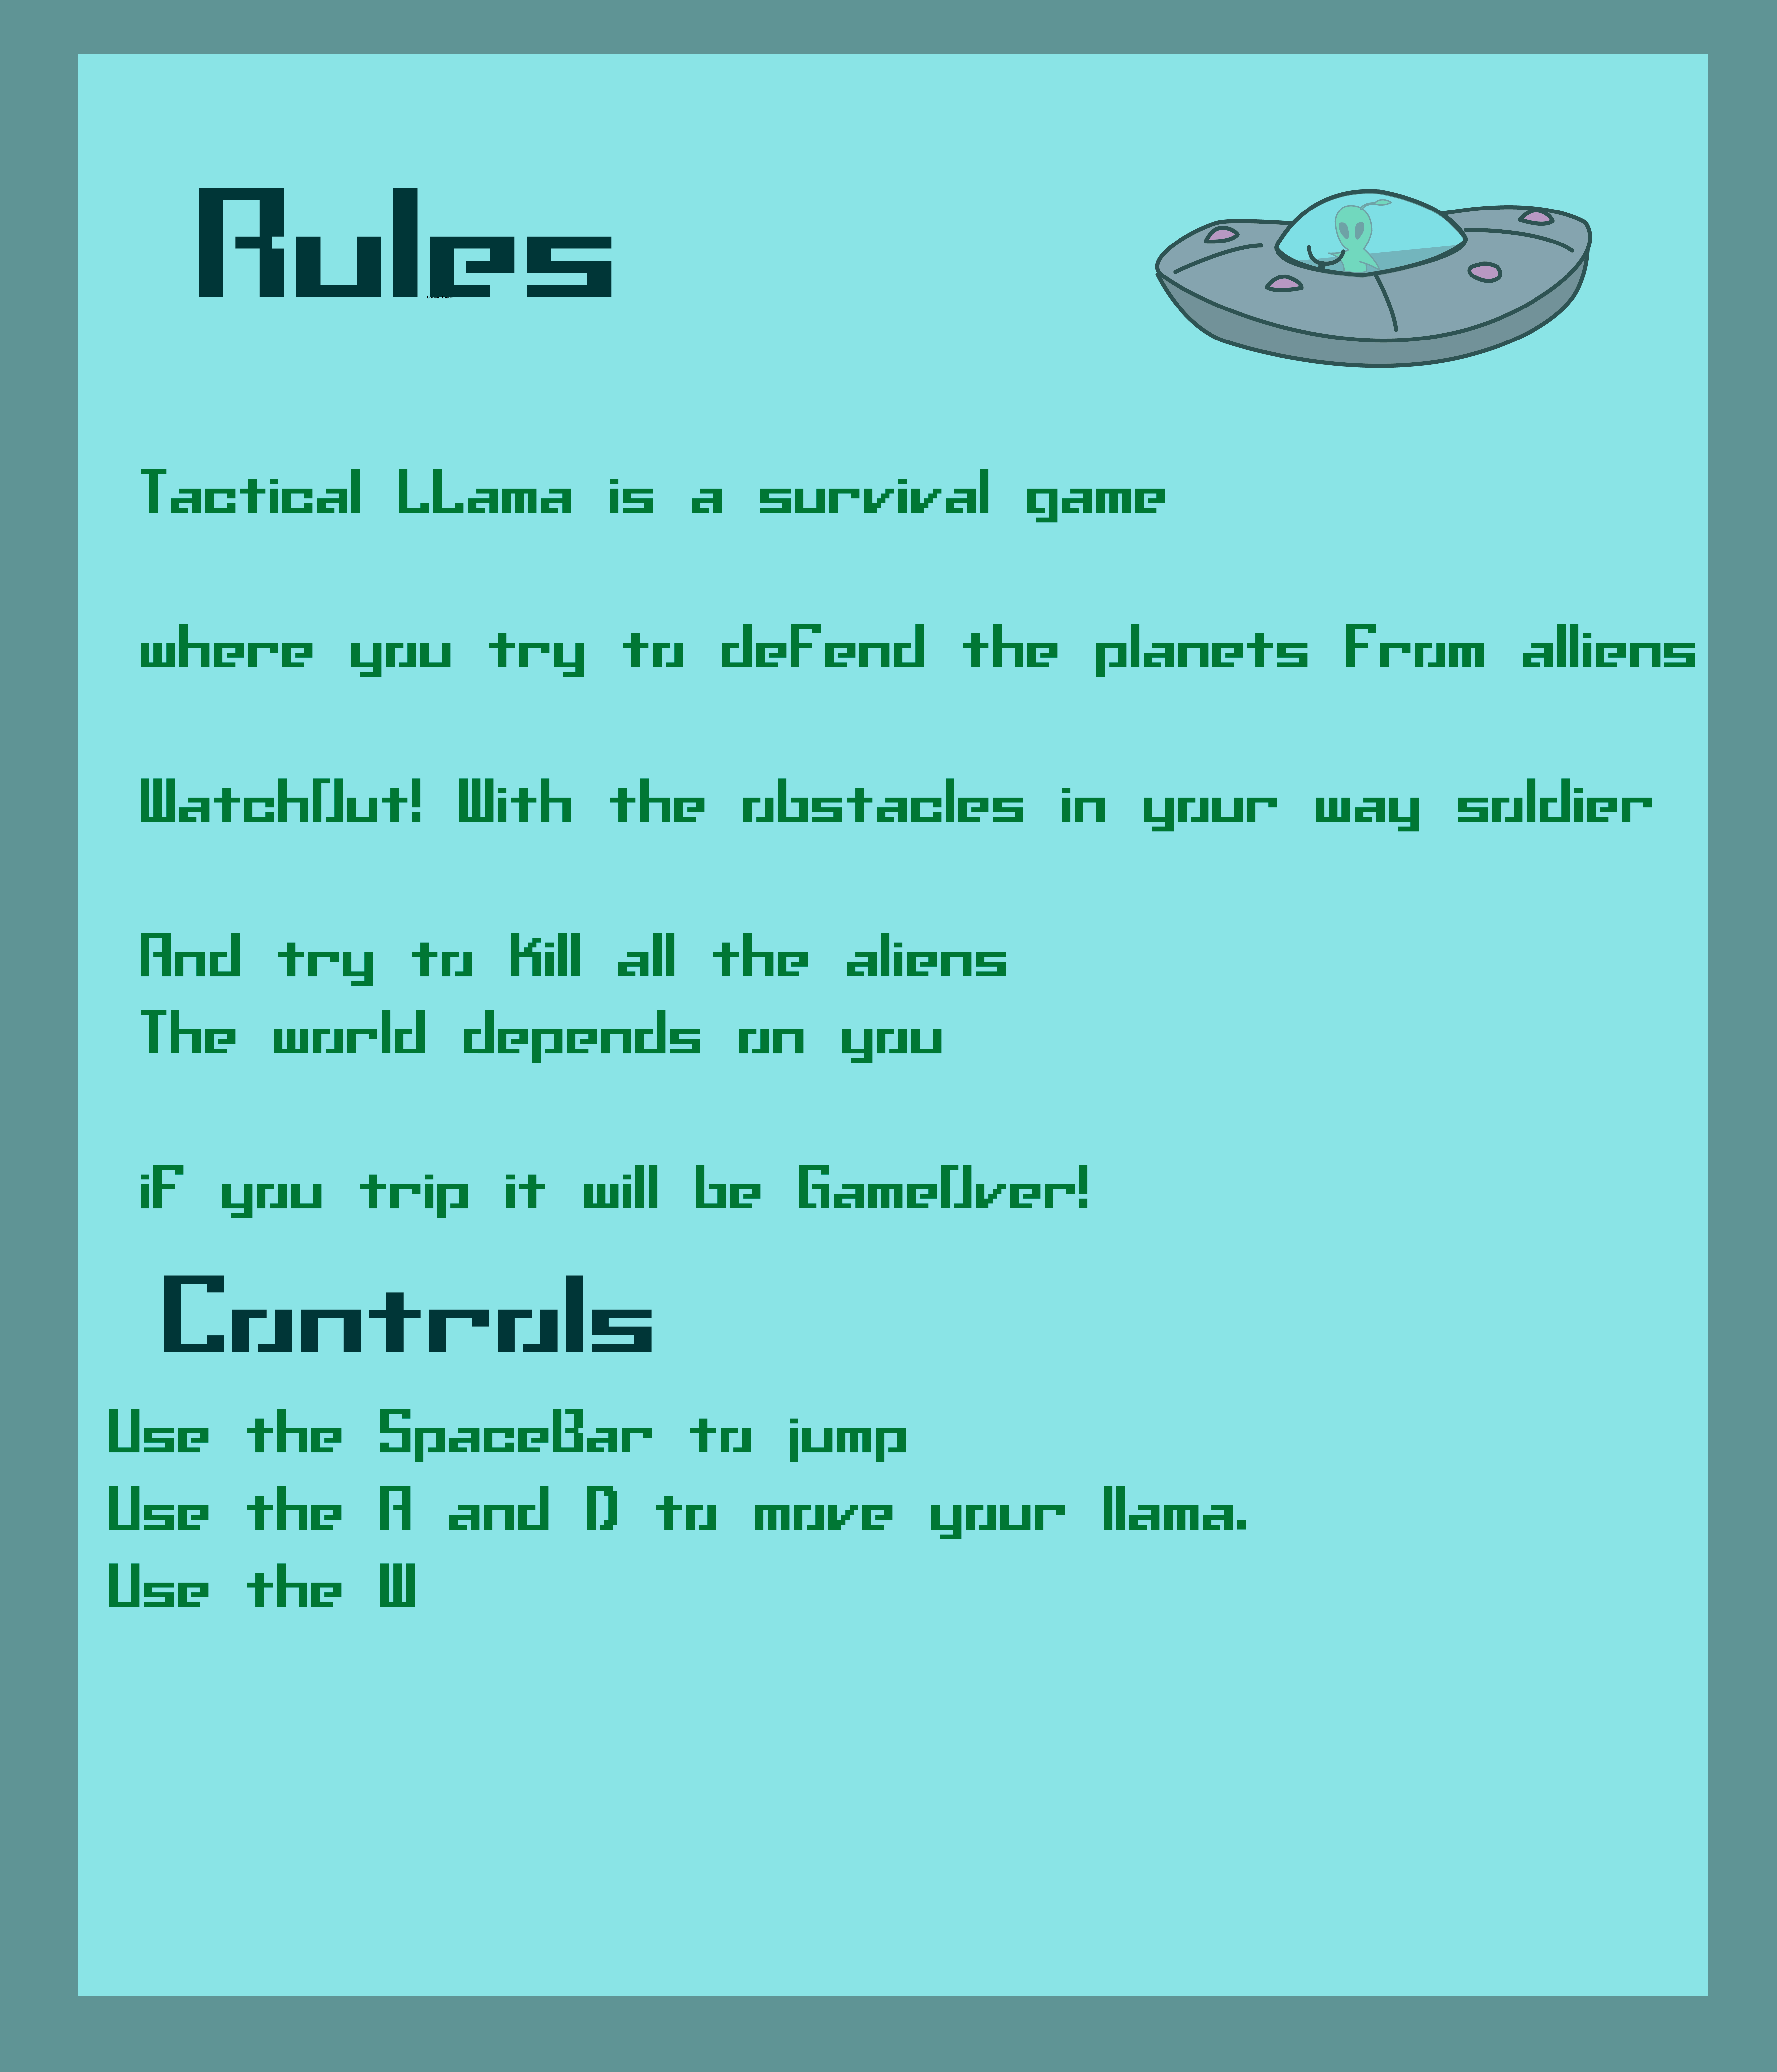 Rules
Tactical LLama is a survival game
where you try to defend the planets from alliens
WatchOut! With the obstacles in your way soldier
And try to Kill all the aliens
The world depends on you
if you trip it will be GameOver!
Controls
Use the SpaceBar to jump
Use the A and D to move your llama.
Use the W